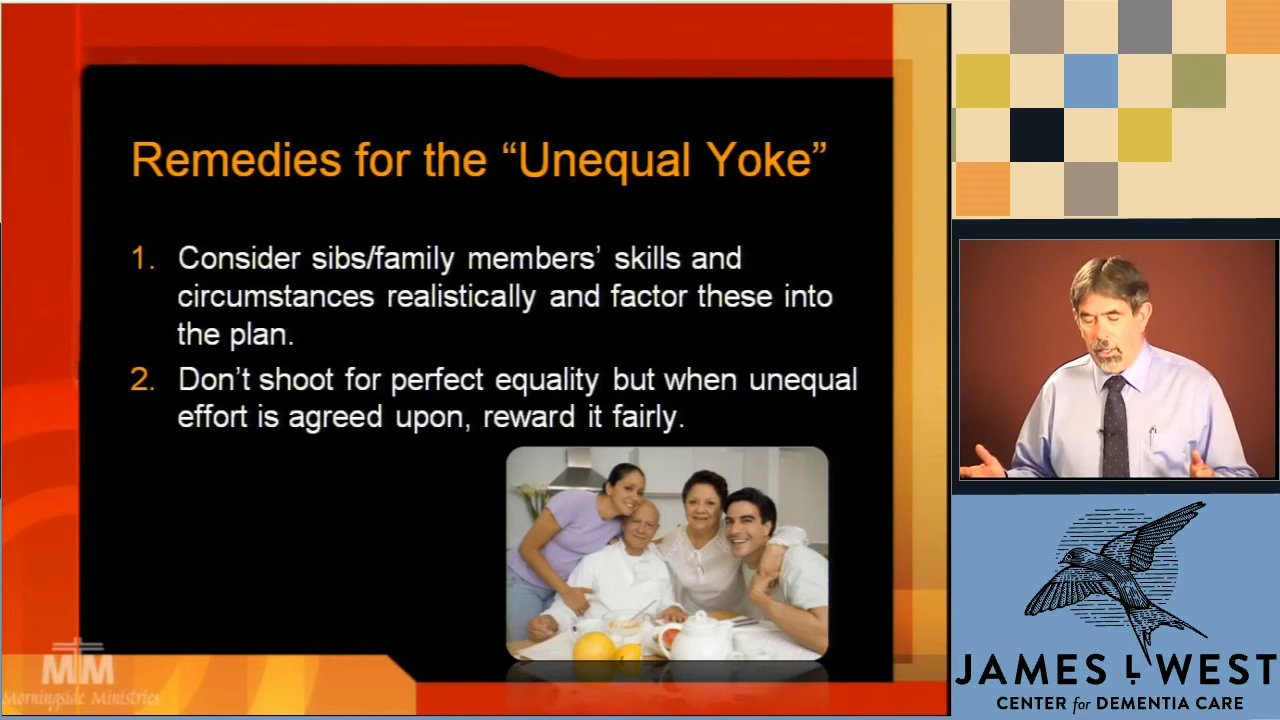 Remedies for the “Unequal Yoke”
1. Consider sibs/family members’ skills and
circumstances realistically and factor these into
the plan.
2. Don’t shoot for perfect equality but when unequal
effort is agreed upon, reward it fairly.
MM
Morningside Ministries
JAMES L WEST
CENTER for DEMENTIA CARE